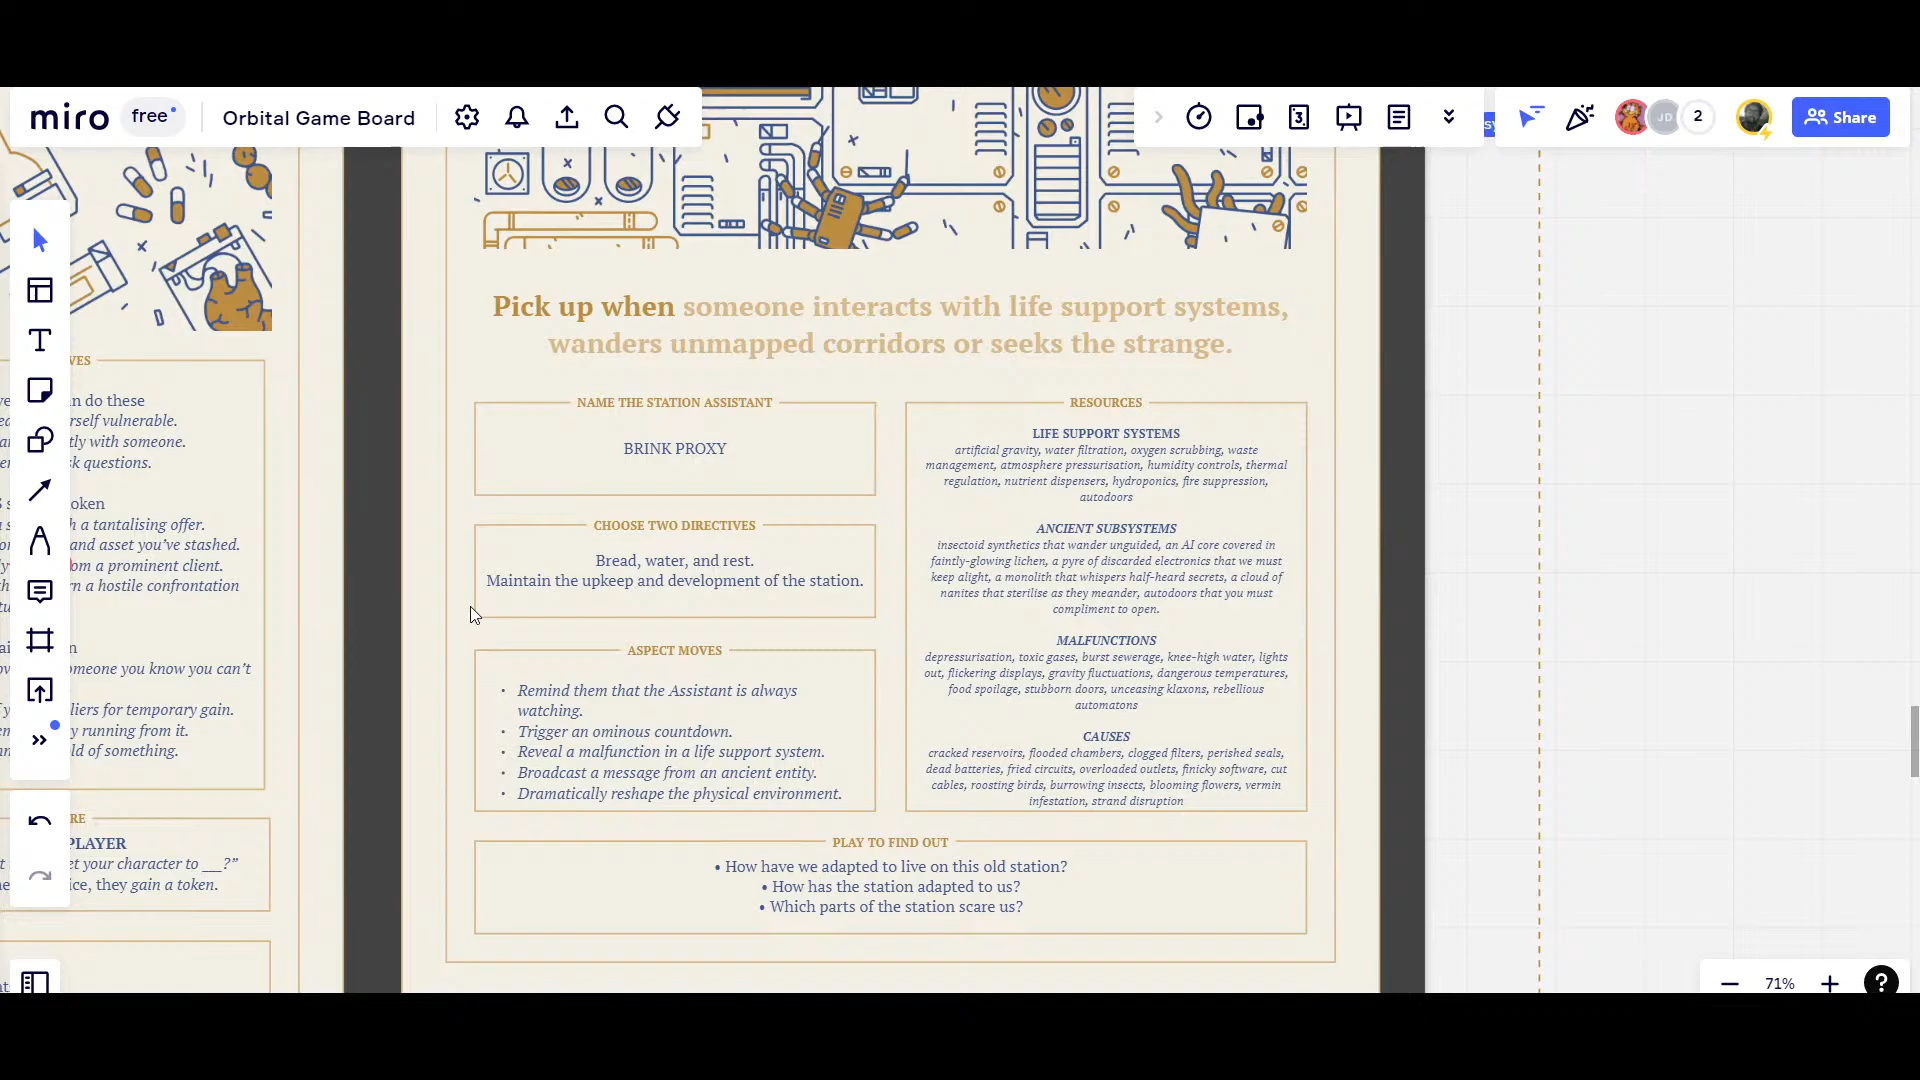 miro free Orbital Game Board
3
JD 2 Share
sy
Pick up when someone interacts with life support systems,
wanders unmapped corridors or seeks the strange.
VES
n do these
rself vulnerable.
tly with someone.
sk questions.
oken
h a tantalising offer.
and asset you've stashed.
om a prominent client.
rn a hostile confrontation
n
omeone you know you can't
liers for temporary gain.
y running from it.
old of something.
RE
PLAYER
et your character to ___?”
ice, they gain a token.
NAME THE STATION ASSISTANT
BRINK PROXY
CHOOSE TWO DIRECTIVES
Bread, water, and rest.
Maintain the upkeep and development of the station.
ASPECT MOVES
• Remind them that the Assistant is always
watching.
• Trigger an ominous countdown.
• Reveal a malfunction in a life support system.
• Broadcast a message from an ancient entity.
• Dramatically reshape the physical environment.
RESOURCES
LIFE SUPPORT SYSTEMS
artificial gravity, water filtration, oxygen scrubbing, waste
management, atmosphere pressurisation, humidity controls, thermal
regulation, nutrient dispensers, hydroponics, fire suppression,
autodoors
ANCIENT SUBSYSTEMS
insectoid synthetics that wander unguided, an AI core covered in
faintly-glowing lichen, a pyre of discarded electronics that we must
keep alight, a monolith that whispers half-heard secrets, a cloud of
nanites that sterilise as they meander, autodoors that you must
compliment to open.
MALFUNCTIONS
depressurisation, toxic gases, burst sewerage, knee-high water, lights
out, flickering displays, gravity fluctuations, dangerous temperatures,
food spoilage, stubborn doors, unceasing klaxons, rebellious
automatons
CAUSES
cracked reservoirs, flooded chambers, clogged filters, perished seals,
dead batteries, fried circuits, overloaded outlets, finicky software, cut
cables, roosting birds, burrowing insects, blooming flowers, vermin
infestation, strand disruption
PLAY TO FIND OUT
• How have we adapted to live on this old station?
• How has the station adapted to us?
• Which parts of the station scare us?
71% ?